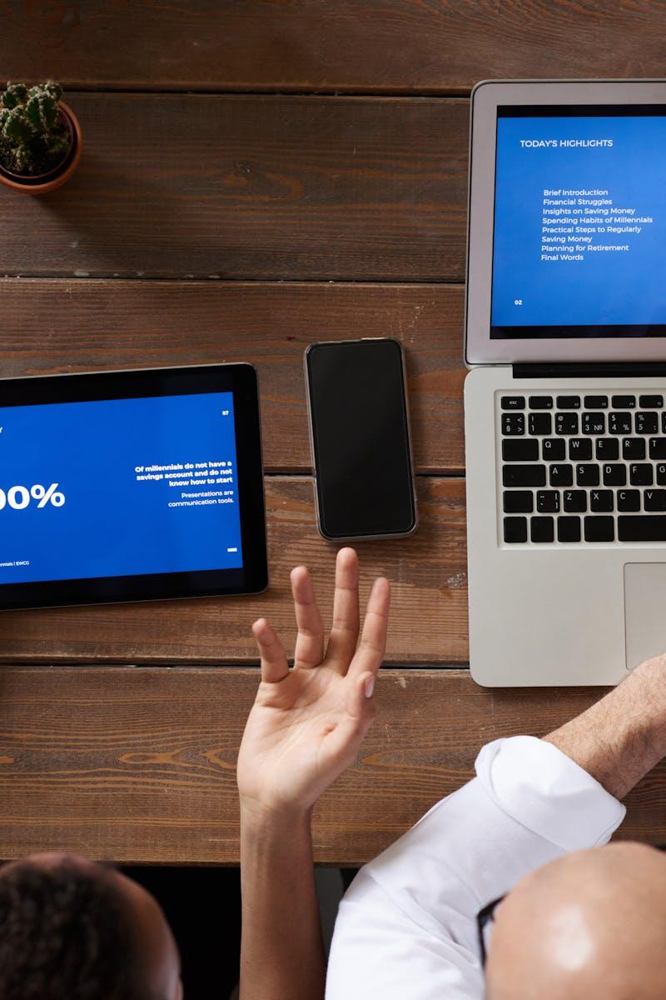 TODAY'S HIGHLIGHTS
Brief Introduction
Financial Struggles
Insights on Saving Money
Spending Habits of Millennials
Practical Steps to Regularly
Saving Money
Planning for Retirement
Final Words
02
07
Of millennials do not have a
savings account and do not
know how to start
00%
Presentations are
communication tools.
| EWCG
esc
Q W E R T
A S D F G
Z X C V